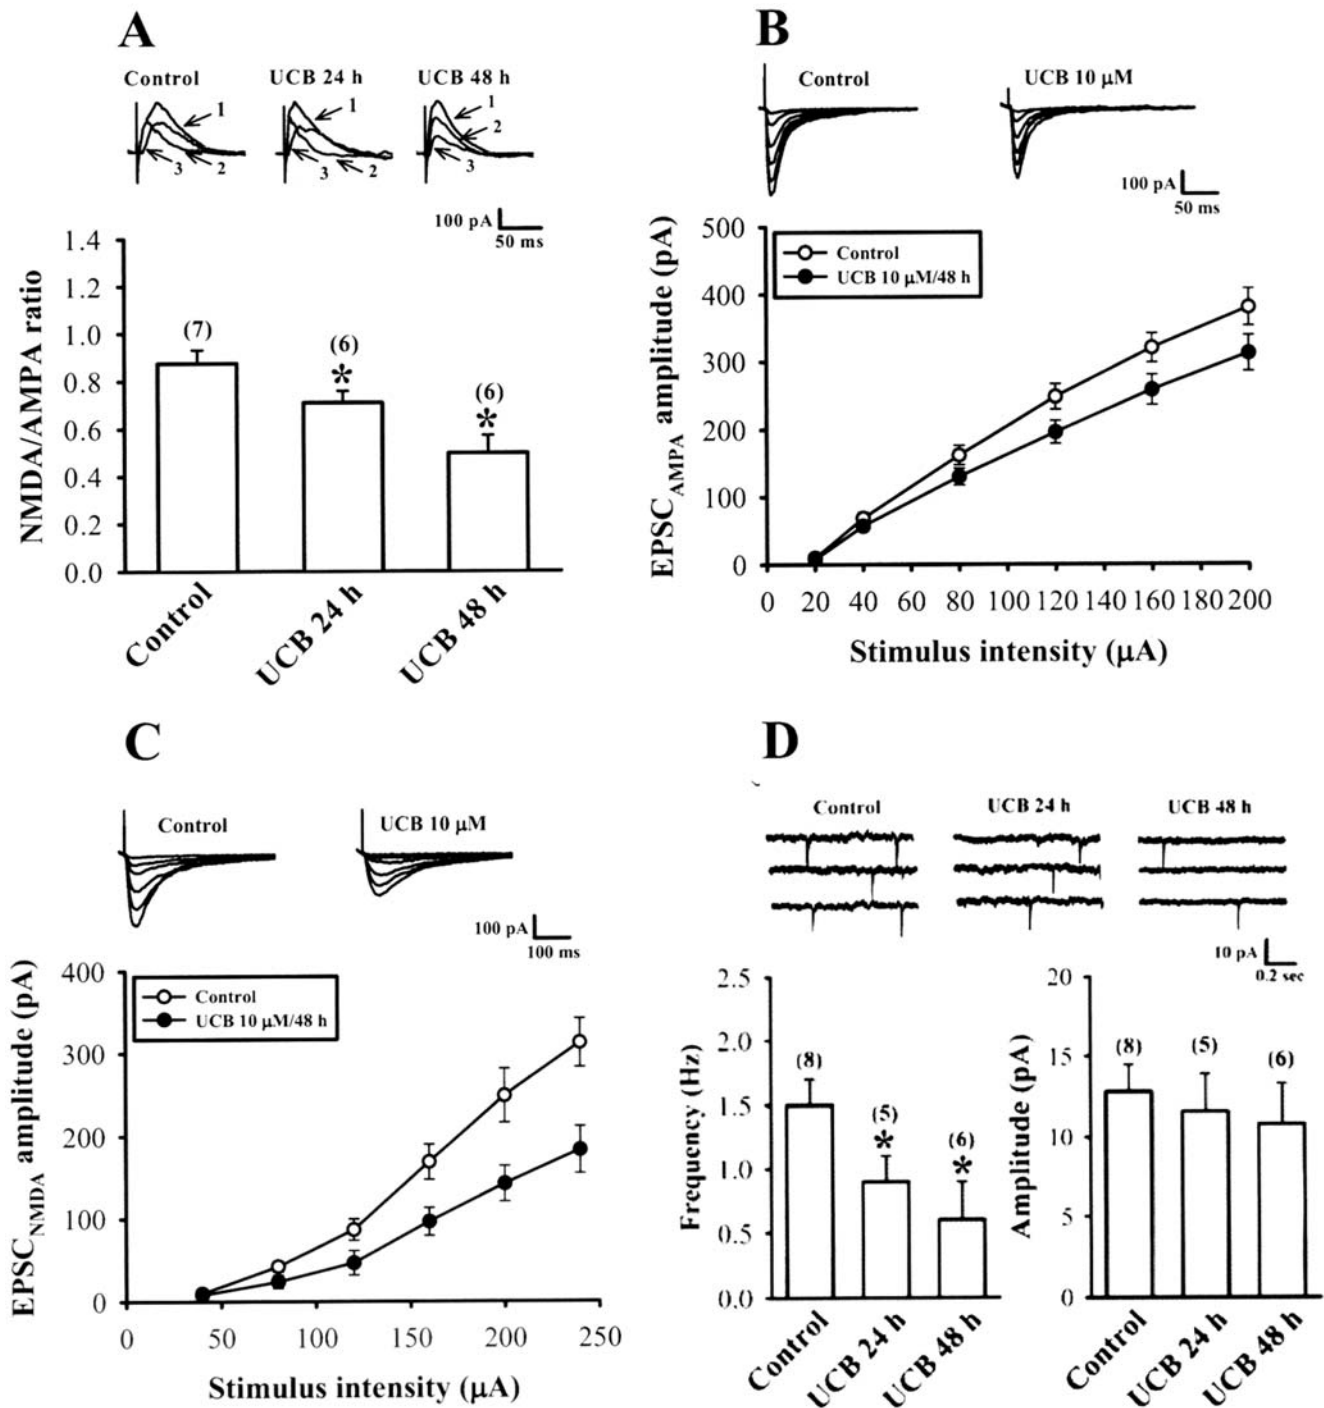 A
Control
UCB 24 h
UCB 48 h
1
2
3
1
2
3
1
2
3
100 pA
50 ms
NMDA/AMPA ratio
1.4
1.2
1.0
0.8
0.6
0.4
0.2
0.0
(7)
(6)
*
(6)
*
Control
UCB 24 h
UCB 48 h
B
Control
UCB 10 μM
100 pA
50 ms
EPSCAMPA amplitude (pA)
500
400
300
200
100
0
Control
UCB 10 μM/48 h
0 20 40 60 80 100 120 140 160 180 200
Stimulus intensity (μA)
C
Control
UCB 10 μM
100 pA
100 ms
EPSCNMDA amplitude (pA)
400
300
200
100
0
Control
UCB 10 μM/48 h
0 50 100 150 200 250
Stimulus intensity (μA)
D
Control
UCB 24 h
UCB 48 h
10 pA
0.2 sec
Frequency (Hz)
2.5
2.0
1.5
1.0
0.5
0.0
(8)
(5)
*
(6)
*
Control
UCB 24 h
UCB 48 h
Amplitude (pA)
20
15
10
5
0
(8)
(5)
(6)
Control
UCB 24 h
UCB 48 h